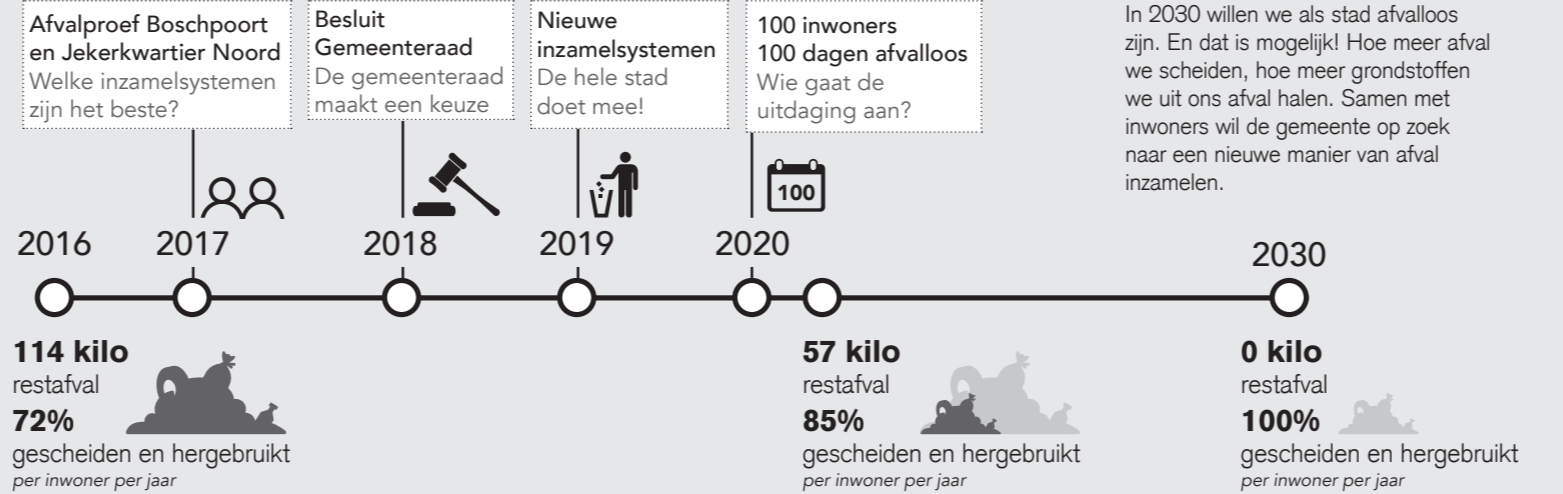 Afvalproef Boschpoort
en Jekerkwartier Noord
Welke inzamelsystemen
zijn het beste?
Besluit
Gemeenteraad
De gemeenteraad
maakt een keuze
Nieuwe
inzamelsystemen
De hele stad
doet mee!
100 inwoners
100 dagen afvalloos
Wie gaat de
uitdaging aan?
In 2030 willen we als stad afvalloos
zijn. En dat is mogelijk! Hoe meer afval
we scheiden, hoe meer grondstoffen
we uit ons afval halen. Samen met
inwoners wil de gemeente op zoek
naar een nieuwe manier van afval
inzamelen.
100
2016
2017
2018
2019
2020
2030
114 kilo
restafval
72%
gescheiden en hergebruikt
per inwoner per jaar
57 kilo
restafval
85%
gescheiden en hergebruikt
per inwoner per jaar
0 kilo
restafval
100%
gescheiden en hergebruikt
per inwoner per jaar